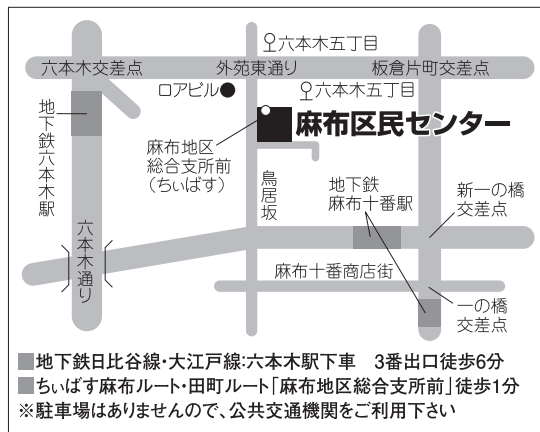 六本木五丁目
六本木交差点
外苑東通り
板倉片町交差点
ロアビル
六本木五丁目
麻布区民センター
地下鉄六本木駅
麻布地区
総合支所前
(ちぃばす)
鳥居坂
地下鉄
麻布十番駅
新一の橋
交差点
六本木通り
麻布十番商店街
一の橋
交差点
■地下鉄日比谷線・大江戸線:六本木駅下車 3番出口徒歩6分
■ちぃばす麻布ルート・田町ルート「麻布地区総合支所前」徒歩1分
※駐車場はありませんので、公共交通機関をご利用下さい